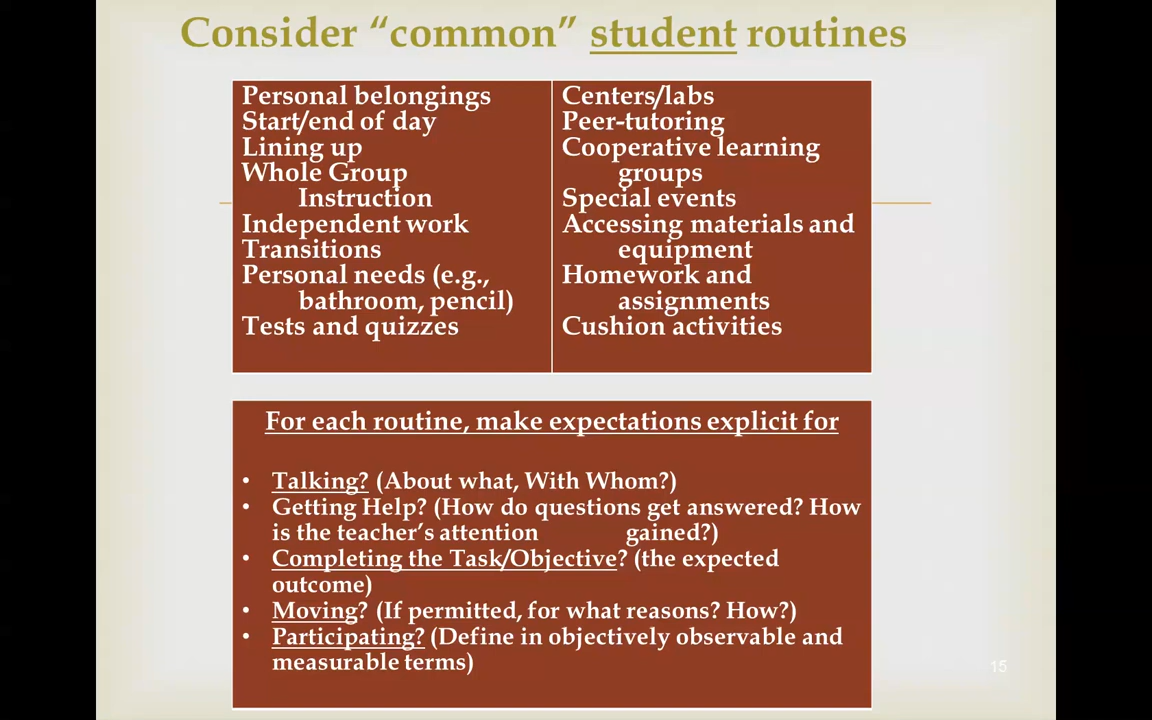 Consider “common” student routines
Personal belongings
Start/end of day
Lining up
Whole Group
Instruction
Independent work
Transitions
Personal needs (e.g.,
bathroom, pencil)
Tests and quizzes
Centers/labs
Peer-tutoring
Cooperative learning
groups
Special events
Accessing materials and
equipment
Homework and
assignments
Cushion activities
For each routine, make expectations explicit for
• Talking? (About what, With Whom?)
• Getting Help? (How do questions get answered? How
is the teacher’s attention gained?)
• Completing the Task/Objective? (the expected
outcome)
• Moving? (If permitted, for what reasons? How?)
• Participating? (Define in objectively observable and
measurable terms)
15